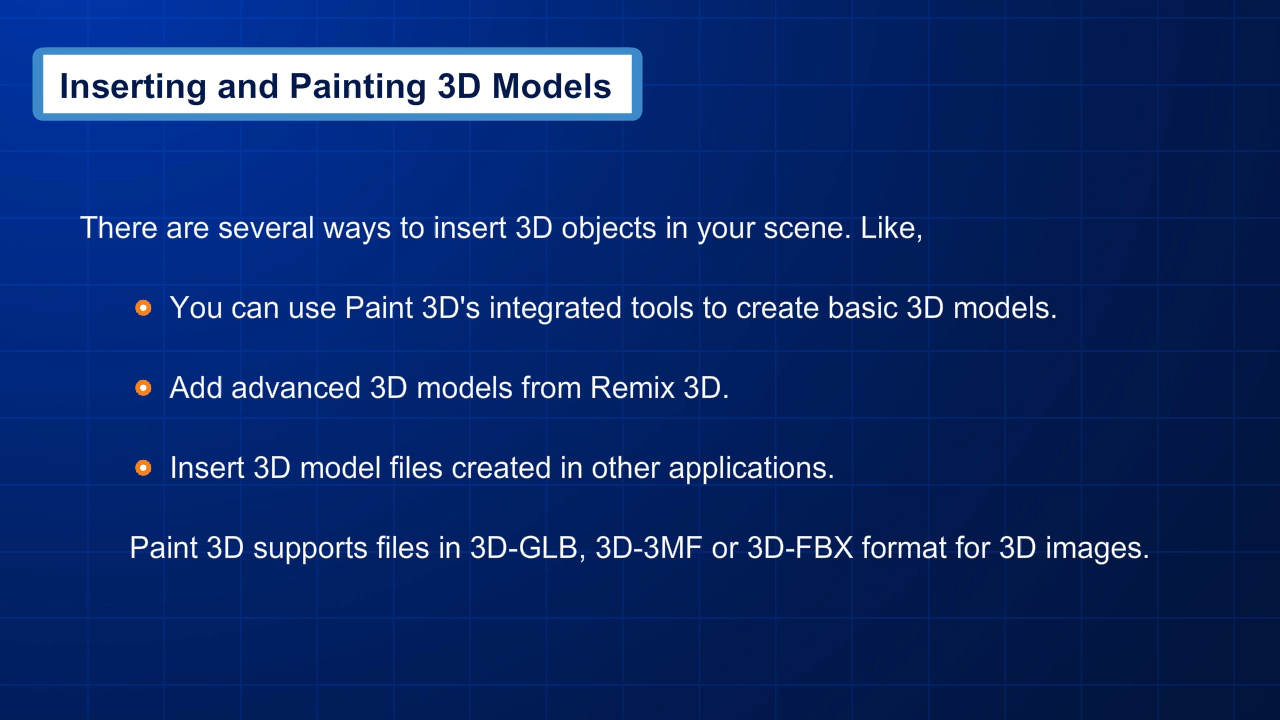 Inserting and Painting 3D Models
There are several ways to insert 3D objects in your scene. Like,
You can use Paint 3D's integrated tools to create basic 3D models.
Add advanced 3D models from Remix 3D.
Insert 3D model files created in other applications.
Paint 3D supports files in 3D-GLB, 3D-3MF or 3D-FBX format for 3D images.